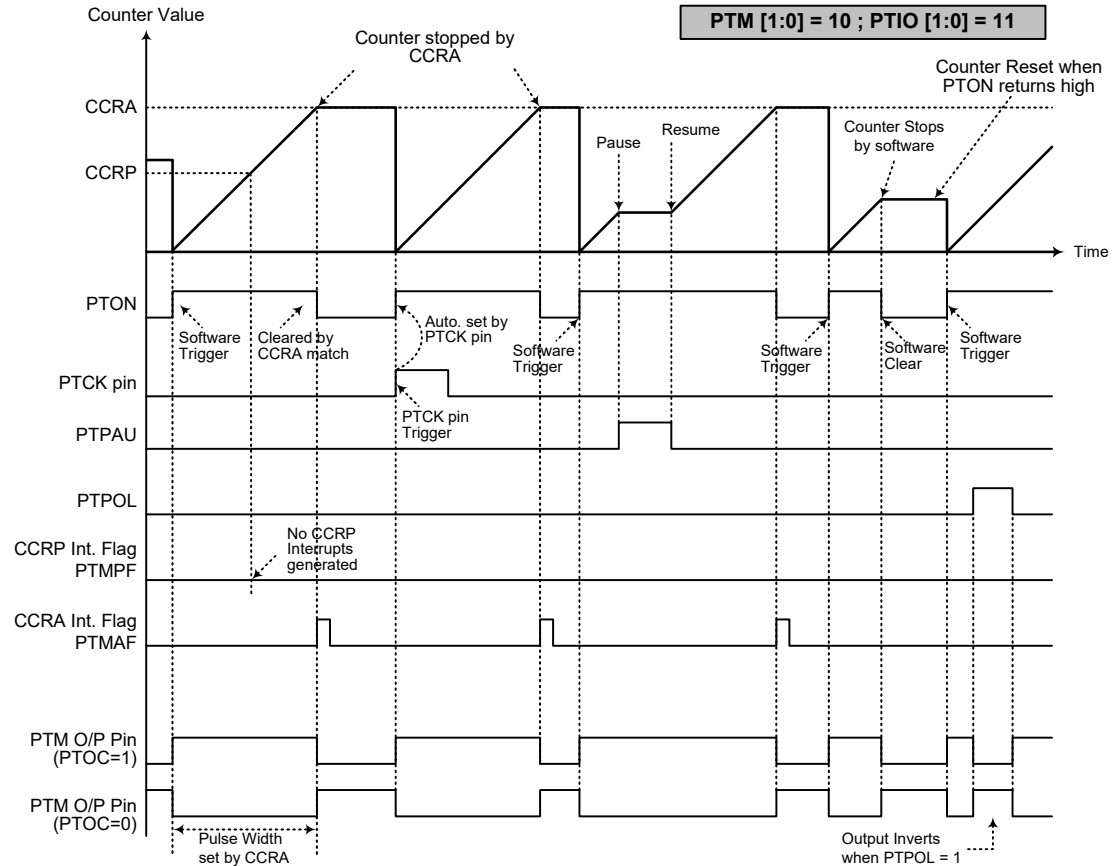 Counter Value
PTM [1:0] = 10 ; PTIO [1:0] = 11
Counter stopped by
CCRA
Counter Reset when
PTON returns high
CCRA
Pause
Resume
Counter Stops
by software
CCRP
Time
PTON
Software
Trigger
Cleared by
CCRA match
Auto. set by
PTCK pin
Software
Trigger
Software
Trigger
Software
Clear
Software
Trigger
PTCK pin
PTCK pin
Trigger
PTPAU
PTPOL
CCRP Int. Flag
PTMPF
No CCRP
Interrupts
generated
CCRA Int. Flag
PTMAF
PTM O/P Pin
(PTOC=1)
PTM O/P Pin
(PTOC=0)
Pulse Width
set by CCRA
Output Inverts
when PTPOL = 1